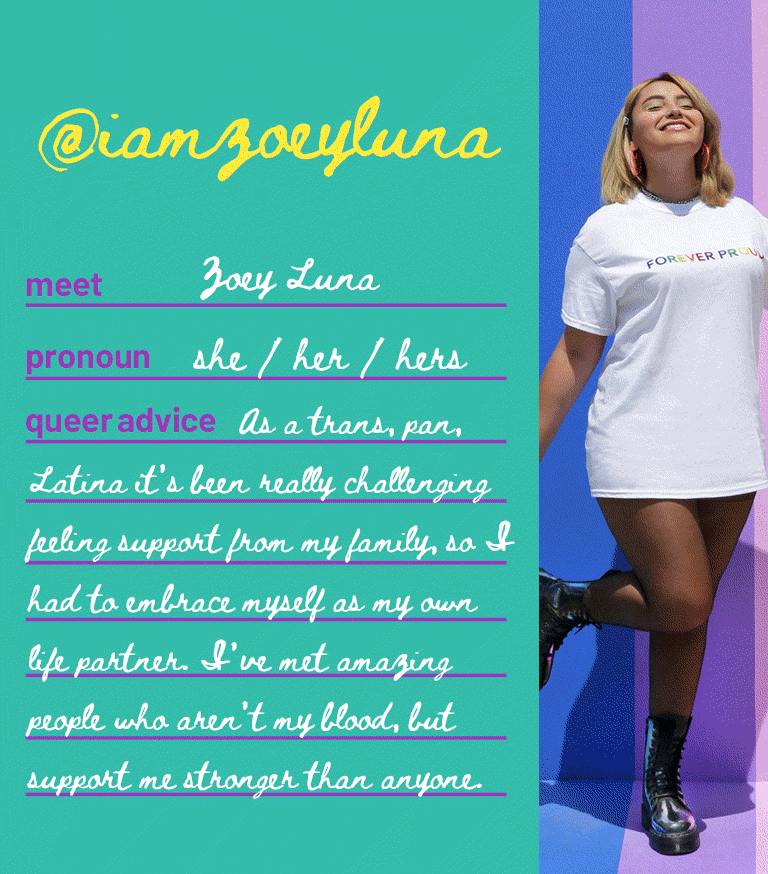 @iamzoeyluna
meet Zoey Luna
pronoun she / her / hers
queer advice As a trans, pan,
Latina it's been really challenging
feeling support from my family, so I
had to embrace myself as my own
life partner. I've met amazing
people who aren't my blood, but
support me stronger than anyone.
FOREVER PROUD